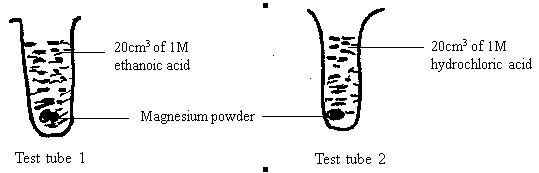 20cm³ of 1M
ethanoic acid
20cm³ of 1M
hydrochloric acid
Magnesium powder
Test tube 1
Test tube 2